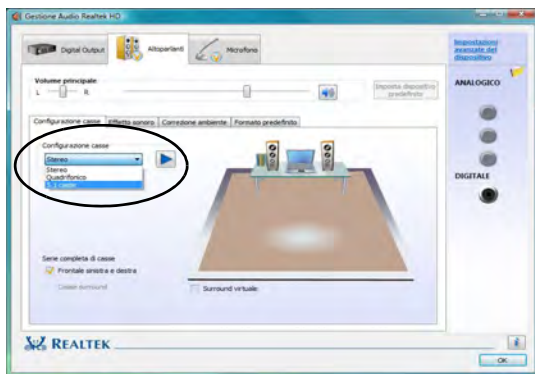 Gestione Audio Realtek HD
Digital Output
Altoparlanti
Microfono
Impostazioni avanzate del dispositivo
Volume principale
L
R
Imposta dispositivo predefinito
ANALOGICO
Configurazione casse
Effetto sonoro
Correzione ambiente
Formato predefinito
Configurazione casse
Stereo
Stereo
Quadrifonico
5.1 casse
DIGITALE
Serie completa di casse
Frontale sinistra e destra
Casse surround
Surround virtuale
REALTEK
i
OK